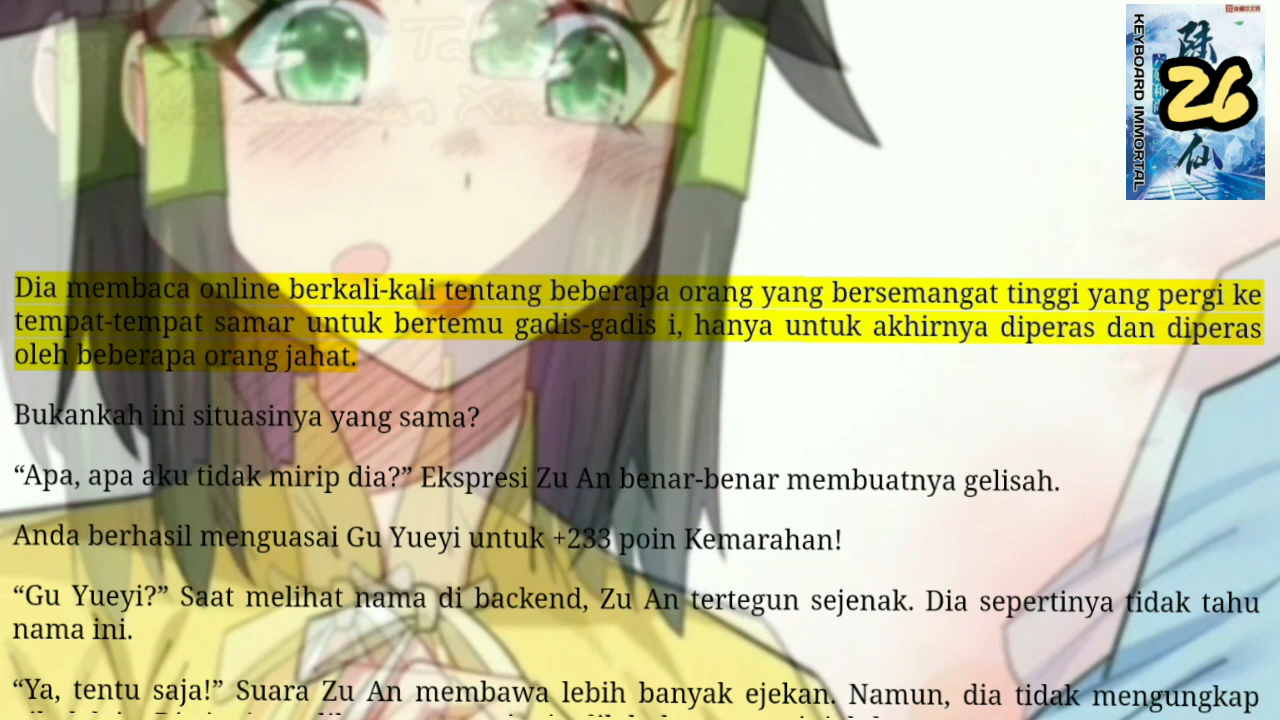 KEYBOARD IMMORTAL
26
仙
Dia membaca online berkali-kali tentang beberapa orang yang bersemangat tinggi yang pergi ke
tempat-tempat samar untuk bertemu gadis-gadis i, hanya untuk akhirnya diperas dan diperas
oleh beberapa orang jahat.
Bukankah ini situasinya yang sama?
“Apa, apa aku tidak mirip dia?” Ekspresi Zu An benar-benar membuatnya gelisah.
Anda berhasil menguasai Gu Yueyi untuk +233 poin Kemarahan!
“Gu Yueyi?” Saat melihat nama di backend, Zu An tertegun sejenak. Dia sepertinya tidak tahu
nama ini.
“Ya, tentu saja!” Suara Zu An membawa lebih banyak ejekan. Namun, dia tidak mengungkap